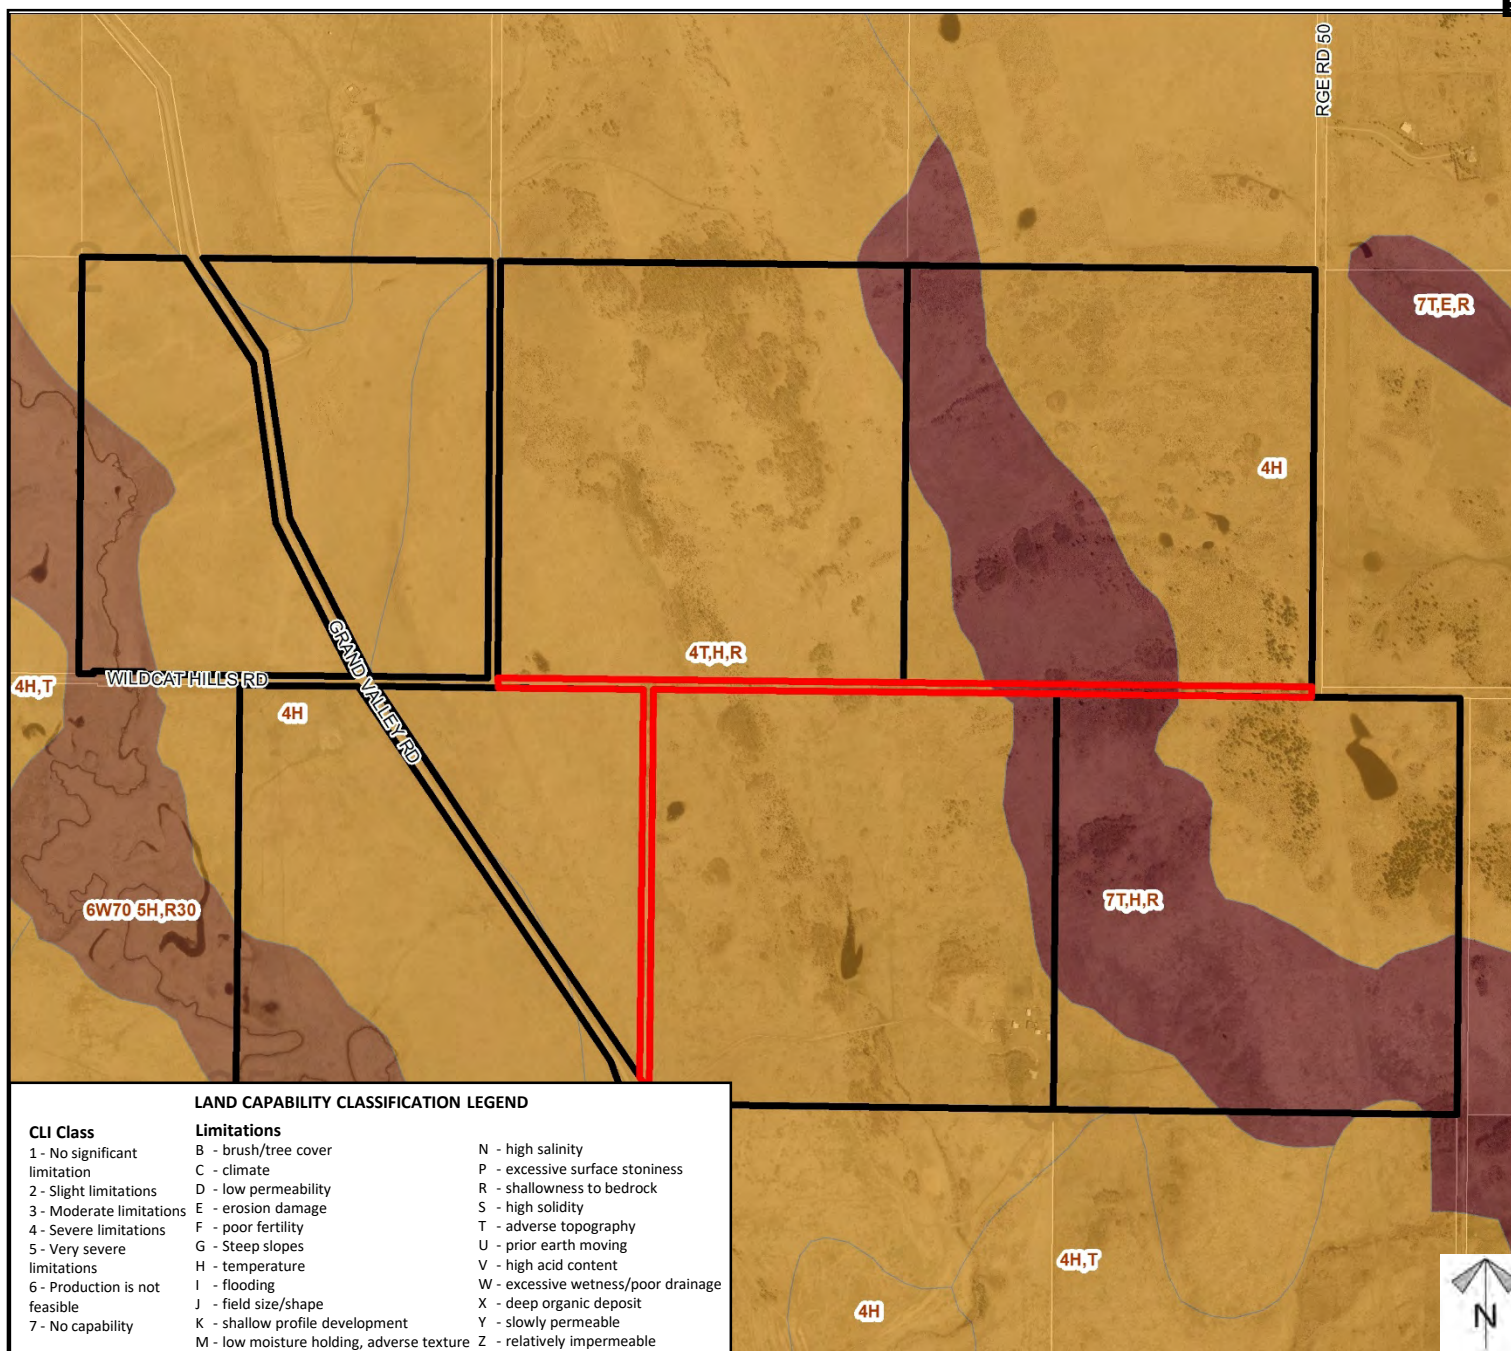 RGE RD 50
2
7T,E,R
4H
4T,H,R
4H,T
WILDCAT HILLS RD
4H
GRAND VALLEY RD
7T,H,R
6W70 5H,R30
4H,T
4H
N
LAND CAPABILITY CLASSIFICATION LEGEND
CLI Class
1 - No significant
limitation
2 - Slight limitations
3 - Moderate limitations
4 - Severe limitations
5 - Very severe
limitations
6 - Production is not
feasible
7 - No capability
Limitations
B - brush/tree cover
C - climate
D - low permeability
E - erosion damage
F - poor fertility
G - Steep slopes
H - temperature
I - flooding
J - field size/shape
K - shallow profile development
M - low moisture holding, adverse texture
N - high salinity
P - excessive surface stoniness
R - shallowness to bedrock
S - high solidity
T - adverse topography
U - prior earth moving
V - high acid content
W - excessive wetness/poor drainage
X - deep organic deposit
Y - slowly permeable
Z - relatively impermeable